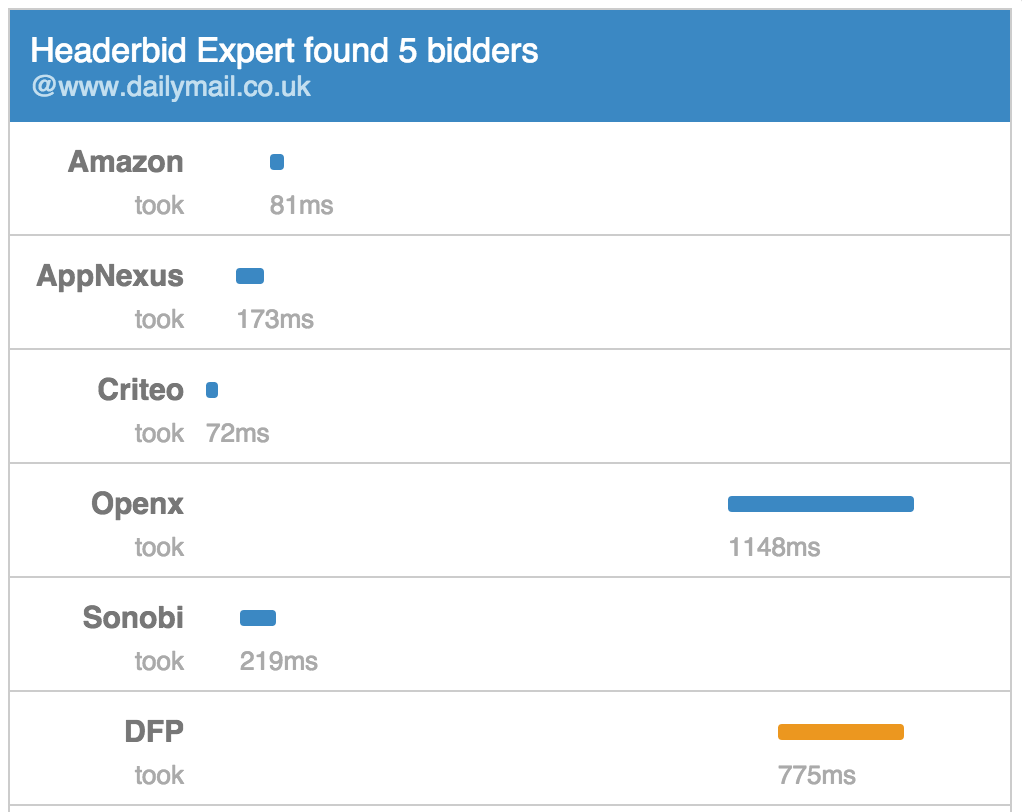 Headerbid Expert found 5 bidders
@www.dailymail.co.uk
Amazon
took 81ms
AppNexus
took 173ms
Criteo
took 72ms
Openx
took 1148ms
Sonobi
took 219ms
DFP
took 775ms